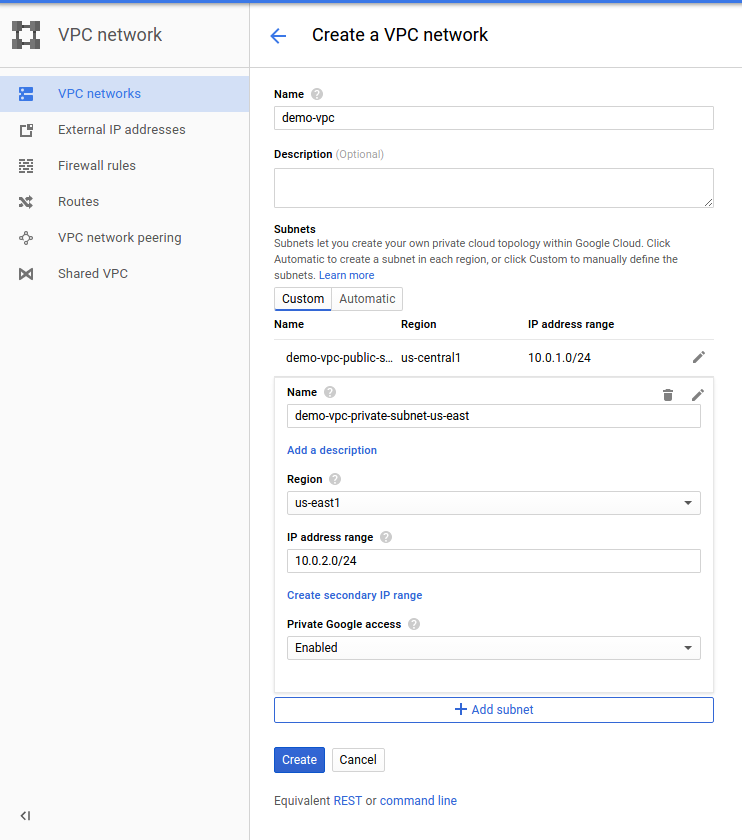 VPC network
Create a VPC network
VPC networks
External IP addresses
Firewall rules
Routes
VPC network peering
Shared VPC
Name ?
demo-vpc
Description (Optional)
Subnets
Subnets let you create your own private cloud topology within Google Cloud. Click
Automatic to create a subnet in each region, or click Custom to manually define the
subnets. Learn more
Custom Automatic
Name Region IP address range
demo-vpc-public-s... us-central1 10.0.1.0/24
Name ?
demo-vpc-private-subnet-us-east
Add a description
Region ?
us-east1
IP address range ?
10.0.2.0/24
Create secondary IP range
Private Google access ?
Enabled
+ Add subnet
Create Cancel
Equivalent REST or command line